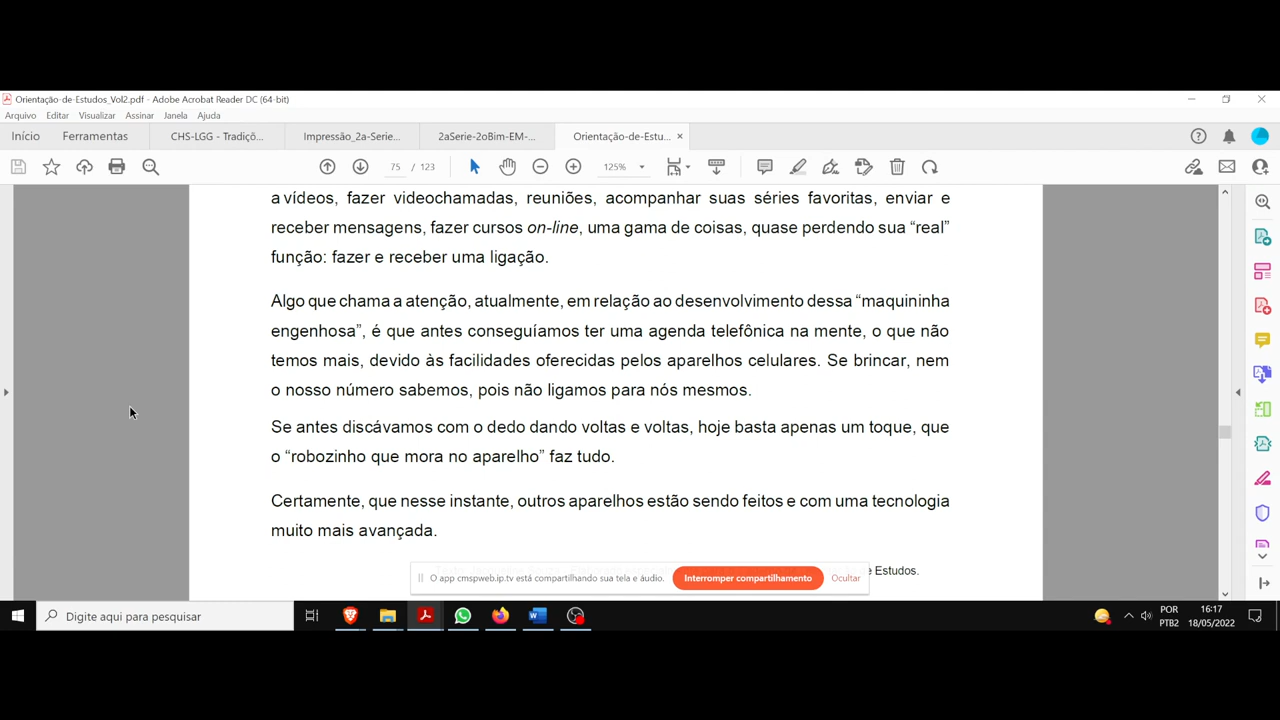 Orientação-de-Estudos_Vol2.pdf - Adobe Acrobat Reader DC (64-bit)
Arquivo Editar Visualizar Assinar Janela Ajuda
Início Ferramentas CHS-LGG - Tradiçõ... Impressão_2a-Serie... 2aSerie-2oBim-EM-... Orientação-de-Estu... ×
75 / 123 125%
a vídeos, fazer videochamadas, reuniões, acompanhar suas séries favoritas, enviar e
receber mensagens, fazer cursos on-line, uma gama de coisas, quase perdendo sua “real”
função: fazer e receber uma ligação.
Algo que chama a atenção, atualmente, em relação ao desenvolvimento dessa “maquininha
engenhosa”, é que antes conseguíamos ter uma agenda telefônica na mente, o que não
temos mais, devido às facilidades oferecidas pelos aparelhos celulares. Se brincar, nem
o nosso número sabemos, pois não ligamos para nós mesmos.
Se antes discávamos com o dedo dando voltas e voltas, hoje basta apenas um toque, que
o “robozinho que mora no aparelho” faz tudo.
Certamente, que nesse instante, outros aparelhos estão sendo feitos e com uma tecnologia
muito mais avançada.
e Estudos.
O app cmspweb.ip.tv está compartilhando sua tela e áudio. Interromper compartilhamento Ocultar
Digite aqui para pesquisar
POR 16:17
PTB2 18/05/2022